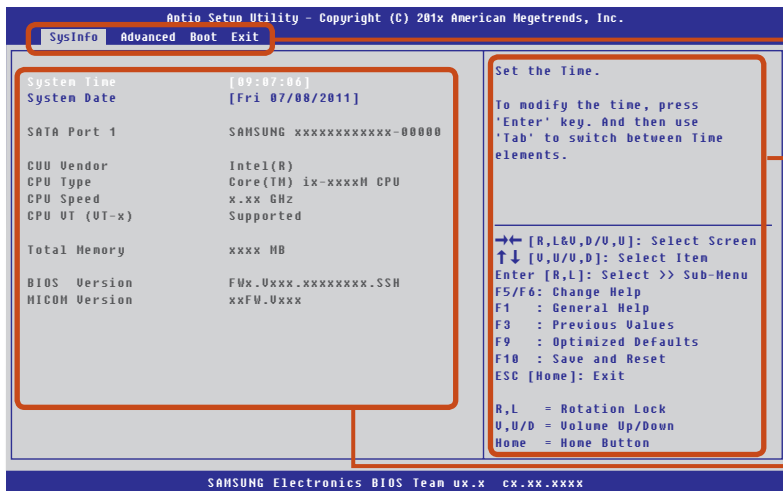 Aptio Setup Utility – Copyright (C) 201x American Megetrends, Inc.
SysInfo Advanced Boot Exit
System Time [09:07:06]
System Date [Fri 07/08/2011]
SATA Port 1 SAMSUNG xxxxxxxxxxxx-00000
CUU Vendor Intel(R)
CPU Type Core(TM) ix-xxxxM CPU
CPU Speed x.xx GHz
CPU VT (VT-x) Supported
Total Memory xxxx MB
BIOS Version FWx.Vxxx.xxxxxxxx.SSH
MICOM Version xxFW.Vxxx
Set the Time.
To modify the time, press
'Enter' key. And then use
'Tab' to switch between Time
elements.
→← [R,L&V,D/V,U]: Select Screen
↑↓ [V,U/V,D]: Select Item
Enter [R,L]: Select >> Sub-Menu
F5/F6: Change Help
F1 : General Help
F3 : Previous Values
F9 : Optimized Defaults
F10 : Save and Reset
ESC [Home]: Exit
R,L = Rotation Lock
V,U/D = Volume Up/Down
Home = Home Button
SAMSUNG Electronics BIOS Team ux.x cx.xx.xxxx